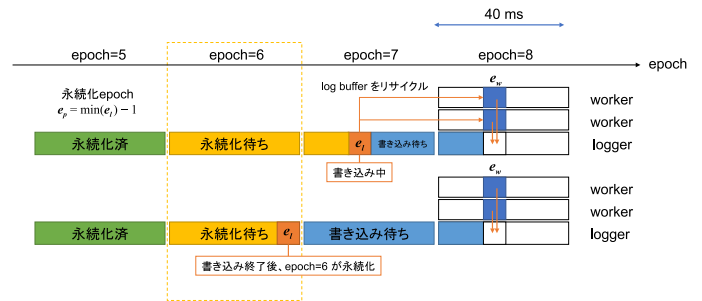 40 ms
epoch=5
epoch=6
epoch=7
epoch=8
epoch
永続化epoch
e_p = min(e_l) − 1
log buffer をリサイクル
e_w
worker
worker
永続化済
永続化待ち
e_l
書き込み待ち
logger
書き込み中
e_w
worker
worker
永続化済
永続化待ち
e_l
書き込み待ち
logger
書き込み終了後、epoch=6 が永続化